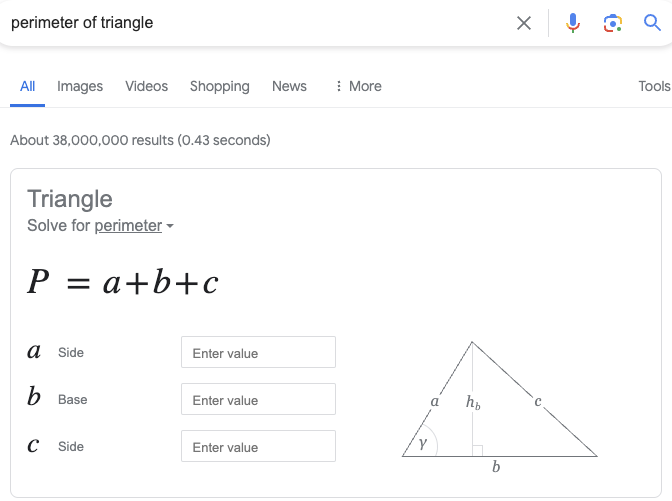 perimeter of triangle
All Images Videos Shopping News More Tools
About 38,000,000 results (0.43 seconds)
Triangle
Solve for perimeter
P = a+b+c
a Side Enter value
b Base Enter value
c Side Enter value
a h_b c
γ
b